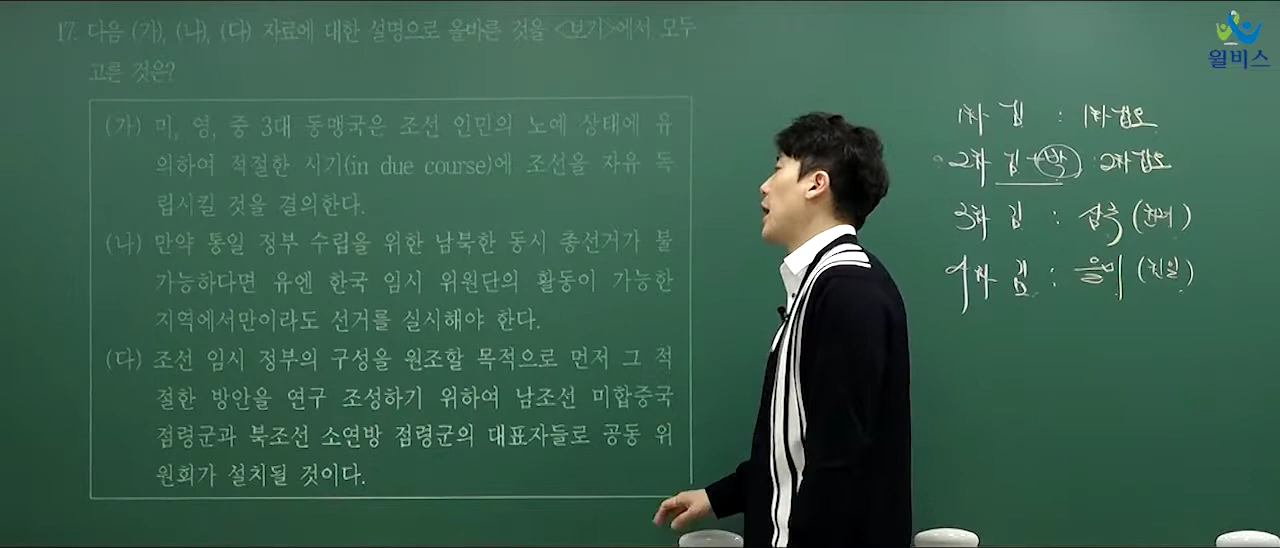 17. 다음 (가), (나), (다) 자료에 대한 설명으로 올바른 것을 <보기>에서 모두
고른 것은?
(가) 미, 영, 중 3대 동맹국은 조선 인민의 노예 상태에 유
의하여 적절한 시기(in due course)에 조선을 자유 독
립시킬 것을 결의한다.
(나) 만약 통일 정부 수립을 위한 남북한 동시 총선거가 불
가능하다면 유엔 한국 임시 위원단의 활동이 가능한
지역에서만이라도 선거를 실시해야 한다.
(다) 조선 임시 정부의 구성을 원조할 목적으로 먼저 그 적
절한 방안을 연구 조성하기 위하여 남조선 미합중국
점령군과 북조선 소연방 점령군의 대표자들로 공동 위
원회가 설치될 것이다.
윌비스
1차 김 : 1차갑오
2차 김+박 : 2차갑오
3차 김 : 삼축 (친러)
4차 김 : 을미 (친일)